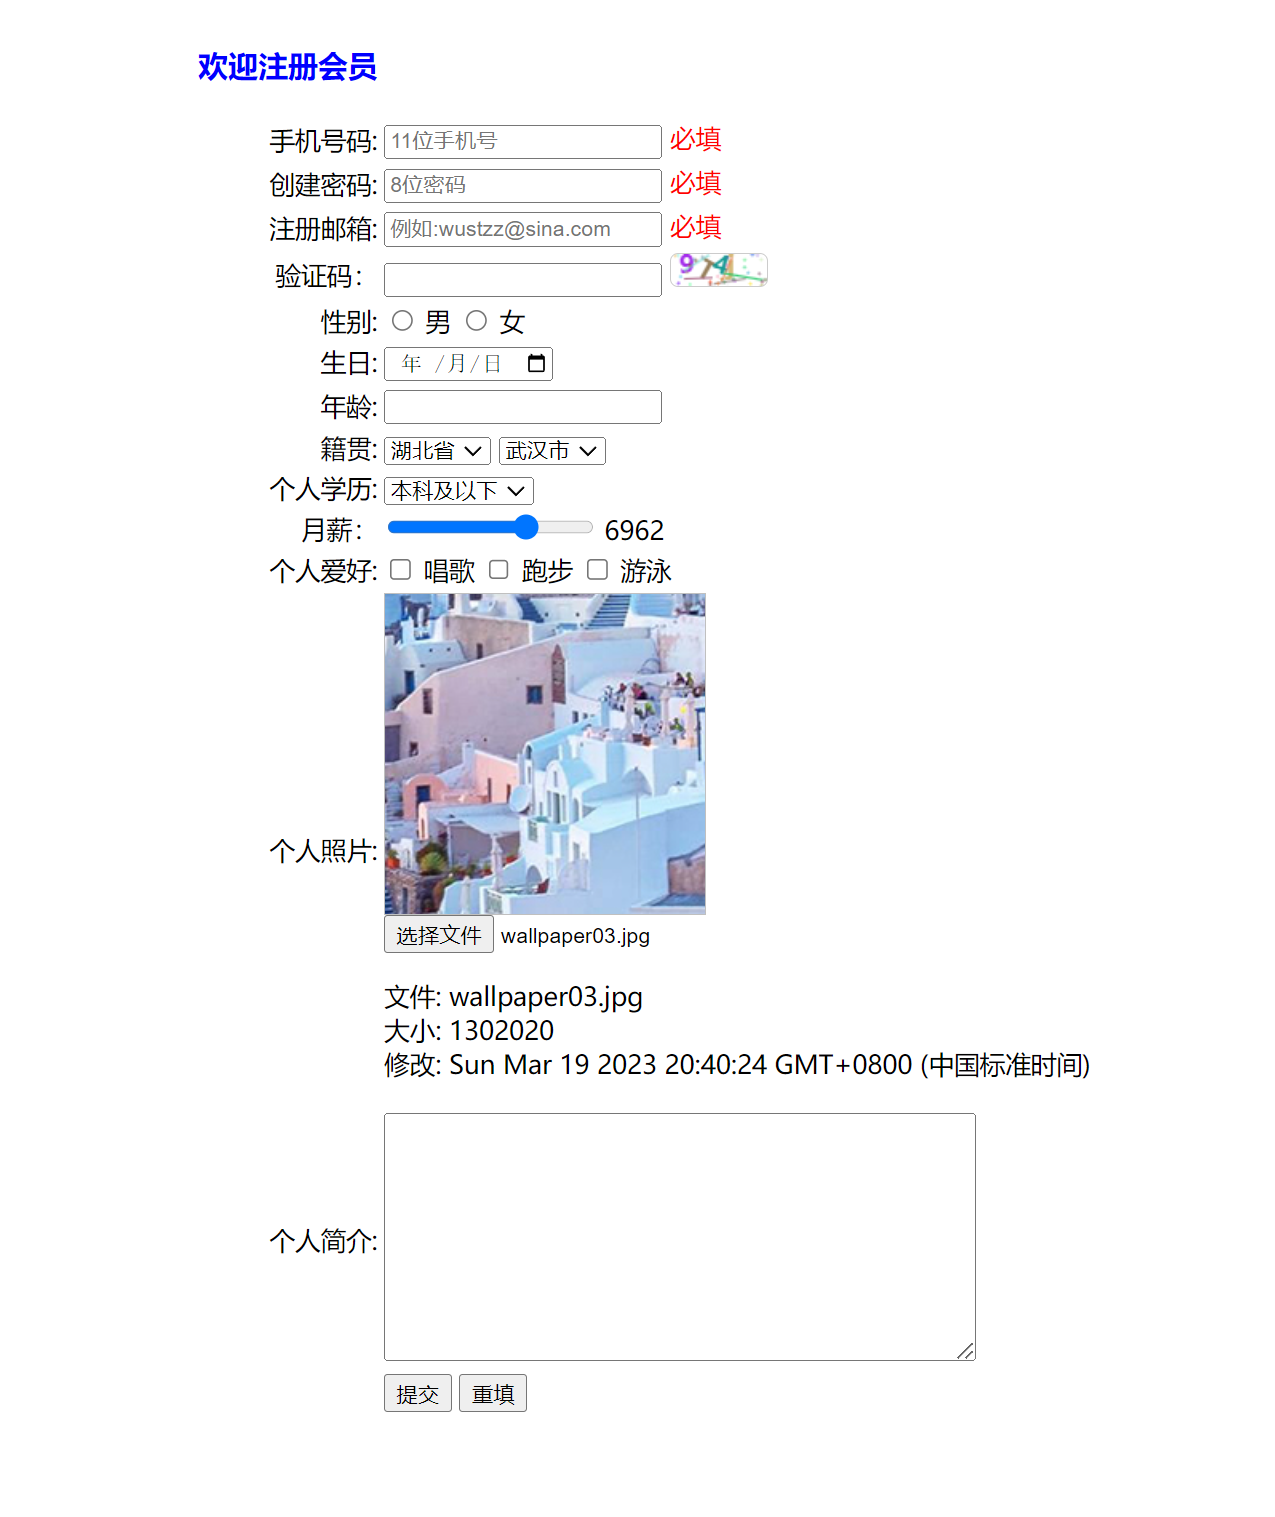 欢迎注册会员
手机号码: 11位手机号 必填
创建密码: 8位密码 必填
注册邮箱: 例如:wustzz@sina.com 必填
验证码：
性别: 男 女
生日: 年 /月/日
年龄:
籍贯: 湖北省 武汉市
个人学历: 本科及以下
月薪： 6962
个人爱好: 唱歌 跑步 游泳
个人照片:
选择文件 wallpaper03.jpg
文件: wallpaper03.jpg
大小: 1302020
修改: Sun Mar 19 2023 20:40:24 GMT+0800 (中国标准时间)
个人简介:
提交 重填